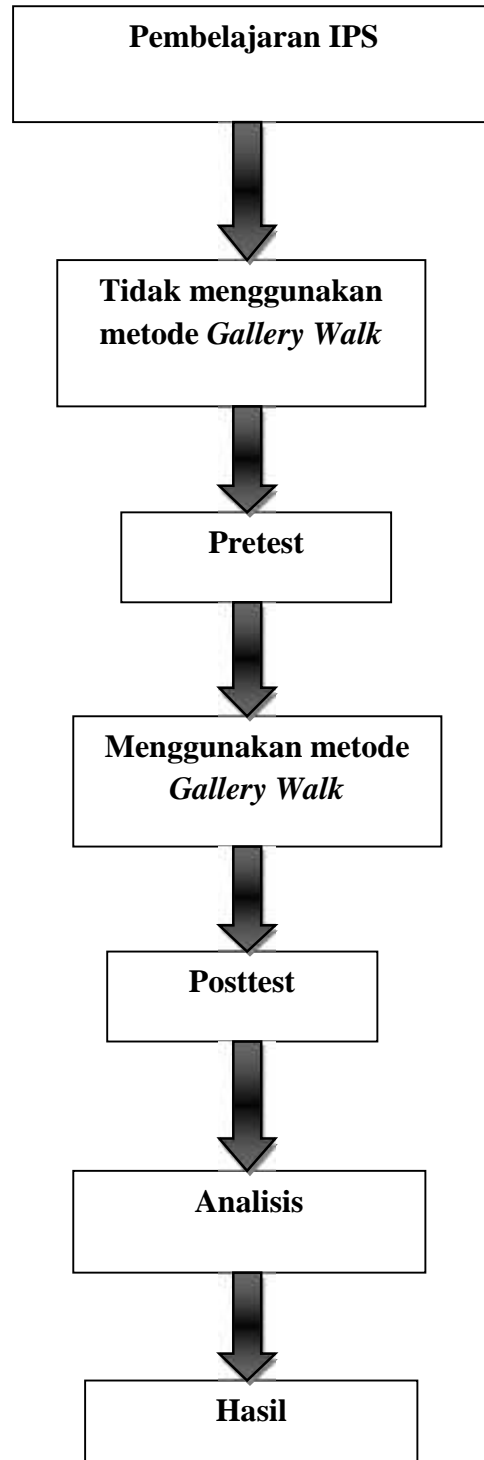 Pembelajaran IPS
Tidak menggunakan
metode Gallery Walk
Pretest
Menggunakan metode
Gallery Walk
Posttest
Analisis
Hasil